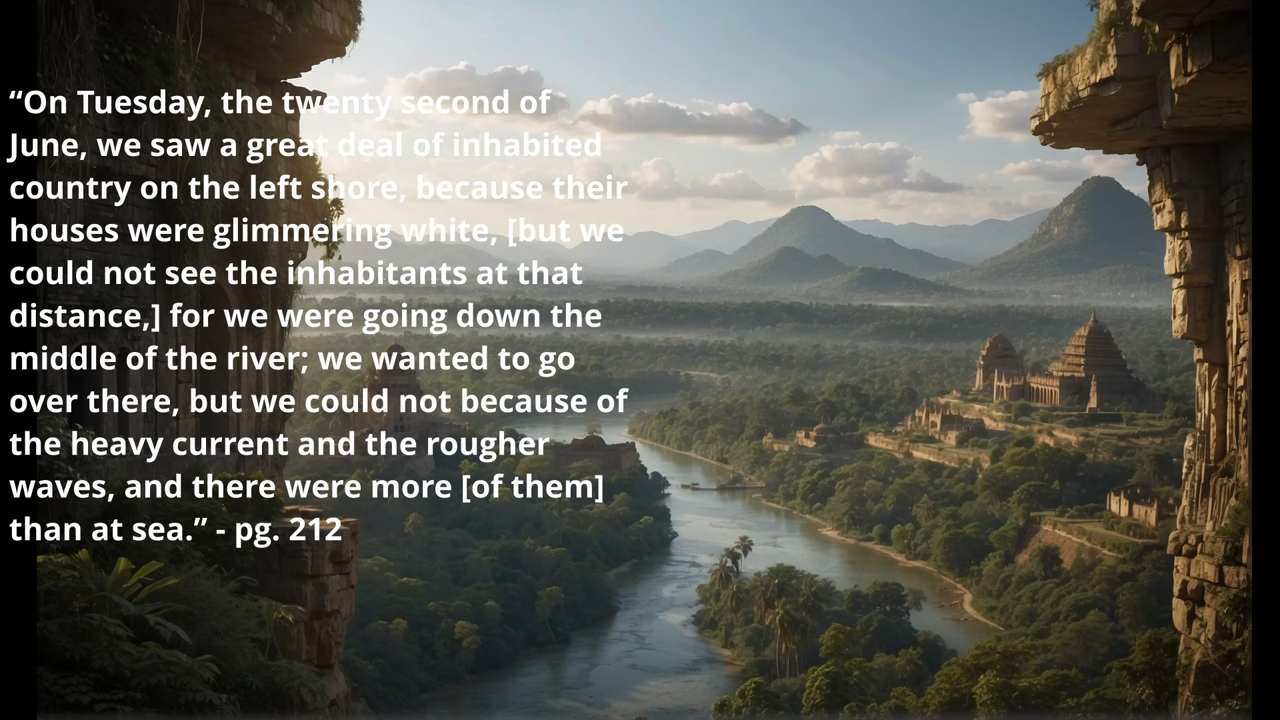 “On Tuesday, the twenty second of
June, we saw a great deal of inhabited
country on the left shore, because their
houses were glimmering white, [but we
could not see the inhabitants at that
distance,] for we were going down the
middle of the river; we wanted to go
over there, but we could not because of
the heavy current and the rougher
waves, and there were more [of them]
than at sea.” - pg. 212